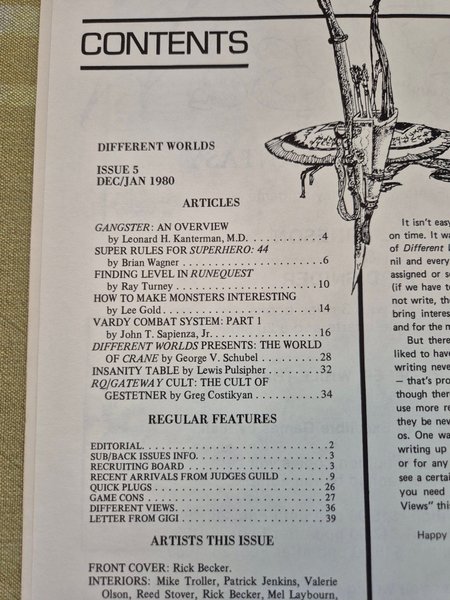 CONTENTS
DIFFERENT WORLDS
ISSUE 5
DEC/JAN 1980
ARTICLES
GANGSTER: AN OVERVIEW
by Leonard H. Kanterman, M.D. . . . . . . . . . . 4
SUPER RULES FOR SUPERHERO: 44
by Brian Wagner . . . . . . . . . . . . . . . . . . . . . 6
FINDING LEVEL IN RUNEQUEST
by Ray Turney . . . . . . . . . . . . . . . . . . . . . . 10
HOW TO MAKE MONSTERS INTERESTING
by Lee Gold . . . . . . . . . . . . . . . . . . . . . . . . 14
VARDY COMBAT SYSTEM: PART 1
by John T. Sapienza, Jr. . . . . . . . . . . . . . . . . 16
DIFFERENT WORLDS PRESENTS: THE WORLD
OF CRANE by George V. Schubel . . . . . . . . . 28
INSANITY TABLE by Lewis Pulsipher . . . . . . . . 32
RQ/GATEWAY CULT: THE CULT OF
GESTETNER by Greg Costikyan . . . . . . . . . . 34
REGULAR FEATURES
EDITORIAL. . . . . . . . . . . . . . . . . . . . . . . . . . . 2
SUB/BACK ISSUES INFO. . . . . . . . . . . . . . . . . . 3
RECRUITING BOARD . . . . . . . . . . . . . . . . . . . 3
RECENT ARRIVALS FROM JUDGES GUILD . . . . . 9
QUICK PLUGS . . . . . . . . . . . . . . . . . . . . . . . . 26
GAME CONS . . . . . . . . . . . . . . . . . . . . . . . . . 27
DIFFERENT VIEWS. . . . . . . . . . . . . . . . . . . . . 36
LETTER FROM GIGI . . . . . . . . . . . . . . . . . . . . 39
ARTISTS THIS ISSUE
FRONT COVER: Rick Becker.
INTERIORS: Mike Troller, Patrick Jenkins, Valerie
Olson, Reed Stover, Rick Becker, Mel Laybourn,
It isn't easy
on time. It wa
of Different
nil and every
assigned or s
(if we have t
not write, the
bring interes
and for the m
But there
liked to have
writing neve
— that's pro
though ther
use more re
they be nev
os. One wa
writing up
or for any
see a certai
you need
Views" thi
Happy